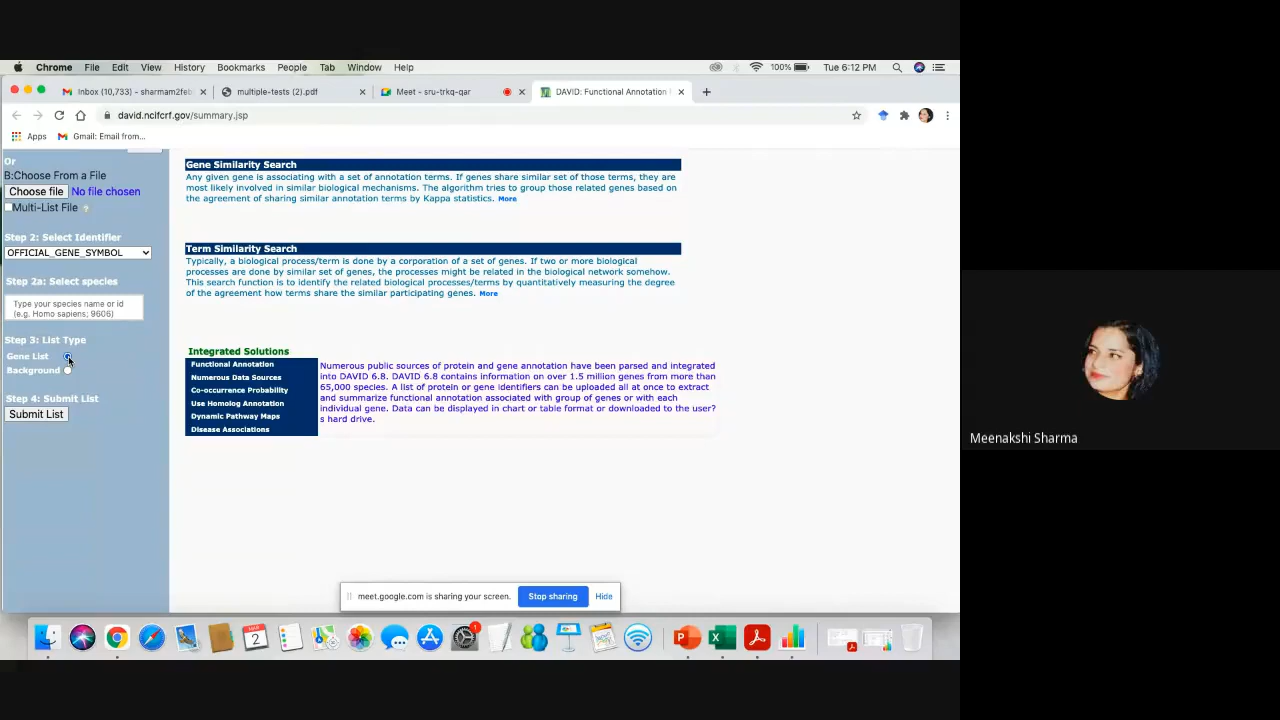 Chrome File Edit View History Bookmarks People Tab Window Help 100% Tue 6:12 PM
Inbox (10,733) - sharmam2feb multiple-tests (2).pdf Meet - sru-trkq-qar DAVID: Functional Annotation
david.ncifcrf.gov/summary.jsp
Apps Gmail: Email from...
Or
B:Choose From a File
Choose file No file chosen
Multi-List File ?
Step 2: Select Identifier
OFFICIAL_GENE_SYMBOL
Step 2a: Select species
Type your species name or id
(e.g. Homo sapiens; 9606)
Step 3: List Type
Gene List
Background
Step 4: Submit List
Submit List
Gene Similarity Search
Any given gene is associating with a set of annotation terms. If genes share similar set of those terms, they are
most likely involved in similar biological mechanisms. The algorithm tries to group those related genes based on
the agreement of sharing similar annotation terms by Kappa statistics. More
Term Similarity Search
Typically, a biological process/term is done by a corporation of a set of genes. If two or more biological
processes are done by similar set of genes, the processes might be related in the biological network somehow.
This search function is to identify the related biological processes/terms by quantitatively measuring the degree
of the agreement how terms share the similar participating genes. More
Integrated Solutions
Functional Annotation
Numerous Data Sources
Co-occurrence Probability
Use Homolog Annotation
Dynamic Pathway Maps
Disease Associations
Numerous public sources of protein and gene annotation have been parsed and integrated
into DAVID 6.8. DAVID 6.8 contains information on over 1.5 million genes from more than
65,000 species. A list of protein or gene identifiers can be uploaded all at once to extract
and summarize functional annotation associated with group of genes or with each
individual gene. Data can be displayed in chart or table format or downloaded to the user?
s hard drive.
meet.google.com is sharing your screen. Stop sharing Hide
2
1
Meenakshi Sharma